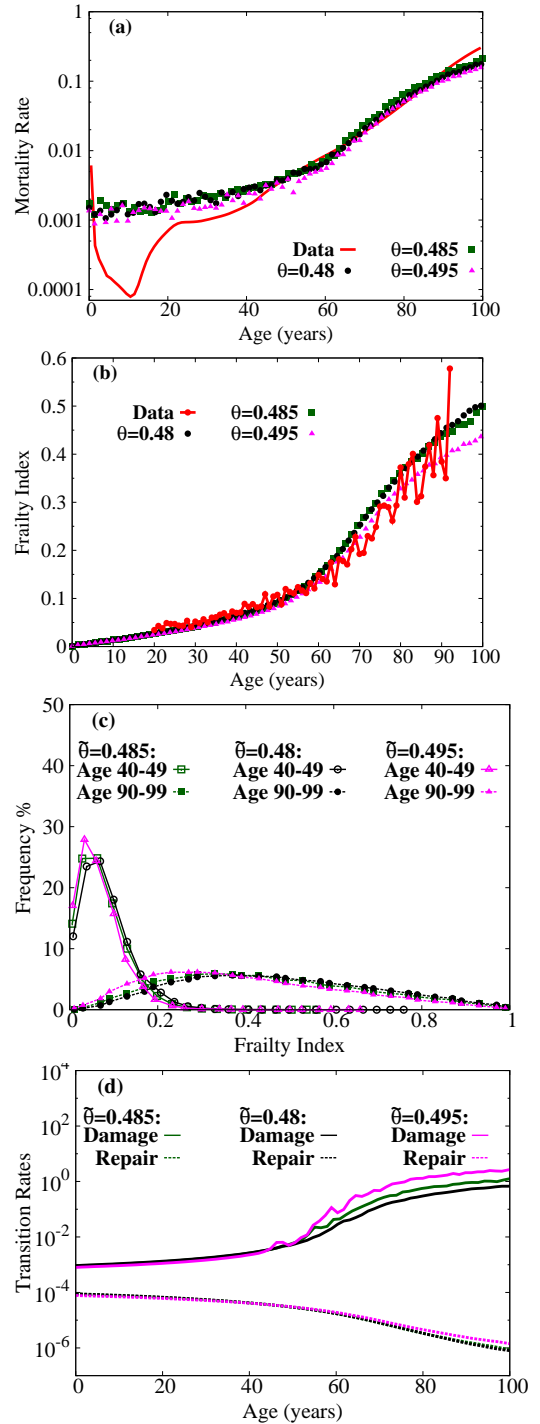 (a)
1
0.1
0.01
0.001
0.0001
Mortality Rate
Data
θ=0.485
θ=0.48
θ=0.495
0 20 40 60 80 100
Age (years)
(b)
0.6
0.5
0.4
0.3
0.2
0.1
0
Frailty Index
Data
θ=0.485
θ=0.48
θ=0.495
0 10 20 30 40 50 60 70 80 90 100
Age (years)
(c)
50
40
30
20
10
0
Frequency %
θ̃=0.485: θ̃=0.48: θ̃=0.495:
Age 40-49 Age 40-49 Age 40-49
Age 90-99 Age 90-99 Age 90-99
0 0.2 0.4 0.6 0.8 1
Frailty Index
(d)
10^4
10^2
10^0
10^-2
10^-4
10^-6
Transition Rates
θ̃=0.485: θ̃=0.48: θ̃=0.495:
Damage Damage Damage
Repair Repair Repair
0 20 40 60 80 100
Age (years)